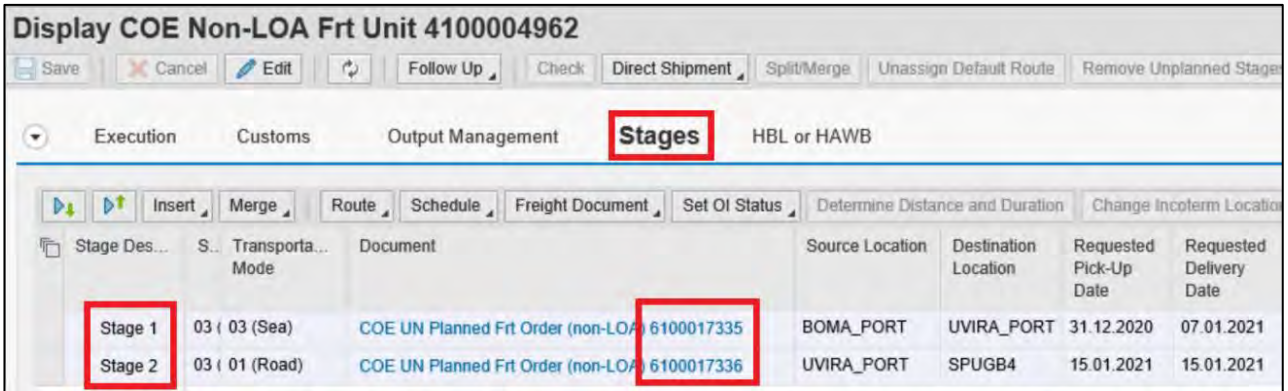 Display COE Non-LOA Frt Unit 4100004962
Save Cancel Edit Follow Up Check Direct Shipment Split/Merge Unassign Default Route Remove Unplanned Stages
Execution Customs Output Management Stages HBL or HAWB
Insert Merge Route Schedule Freight Document Set OI Status Determine Distance and Duration Change Incoterm Location
Stage Des... S.. Transporta... Document Source Location Destination Requested Requested
Mode Location Pick-Up Delivery
Date Date
Stage 1 03 ( 03 (Sea) COE UN Planned Frt Order (non-LOA) 6100017335 BOMA_PORT UVIRA_PORT 31.12.2020 07.01.2021
Stage 2 03 ( 01 (Road) COE UN Planned Frt Order (non-LOA) 6100017336 UVIRA_PORT SPUGB4 15.01.2021 15.01.2021